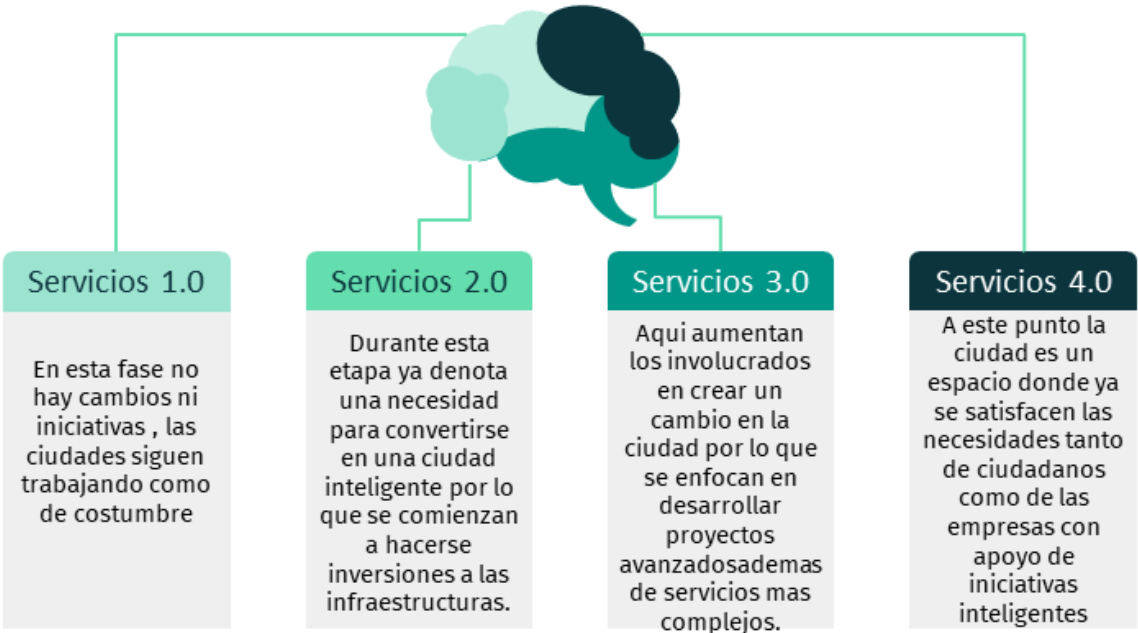 Servicios 1.0
En esta fase no
hay cambios ni
iniciativas , las
ciudades siguen
trabajando como
de costumbre
Servicios 2.0
Durante esta
etapa ya denota
una necesidad
para convertirse
en una ciudad
inteligente por lo
que se comienzan
a hacerse
inversiones a las
infraestructuras.
Servicios 3.0
Aqui aumentan
los involucrados
en crear un
cambio en la
ciudad por lo que
se enfocan en
desarrollar
proyectos
avanzadosademas
de servicios mas
complejos.
Servicios 4.0
A este punto la
ciudad es un
espacio donde ya
se satisfacen las
necesidades tanto
de ciudadanos
como de las
empresas con
apoyo de
iniciativas
inteligentes